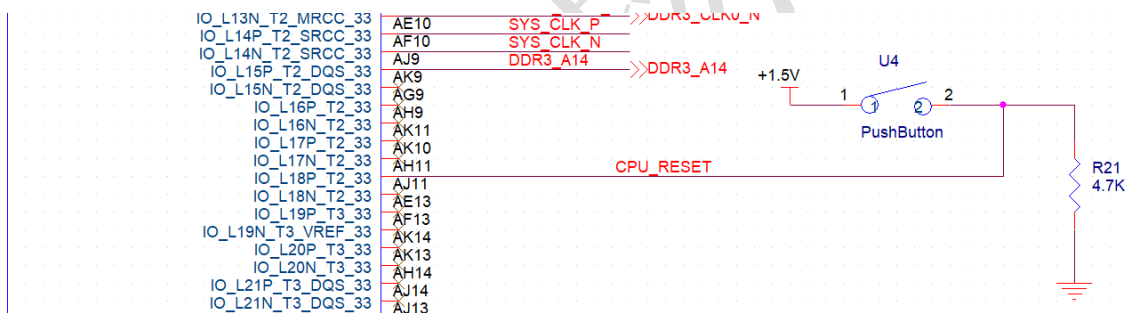 IO_L13N_T2_MRCC_33
IO_L14P_T2_SRCC_33
IO_L14N_T2_SRCC_33
IO_L15P_T2_DQS_33
IO_L15N_T2_DQS_33
IO_L16P_T2_33
IO_L16N_T2_33
IO_L17P_T2_33
IO_L17N_T2_33
IO_L18P_T2_33
IO_L18N_T2_33
IO_L19P_T3_33
IO_L19N_T3_VREF_33
IO_L20P_T3_33
IO_L20N_T3_33
IO_L21P_T3_DQS_33
IO_L21N_T3_DQS_33
AE10
AF10
AJ9
AK9
AG9
AH9
AK11
AK10
AH11
AJ11
AE13
AF13
AK14
AK13
AH14
AJ14
AJ13
SYS_CLK_P
SYS_CLK_N
DDR3_A14
DDR3_CLK0_N
DDR3_A14
CPU_RESET
+1.5V
U4
1
1
2
2
PushButton
R21
4.7K